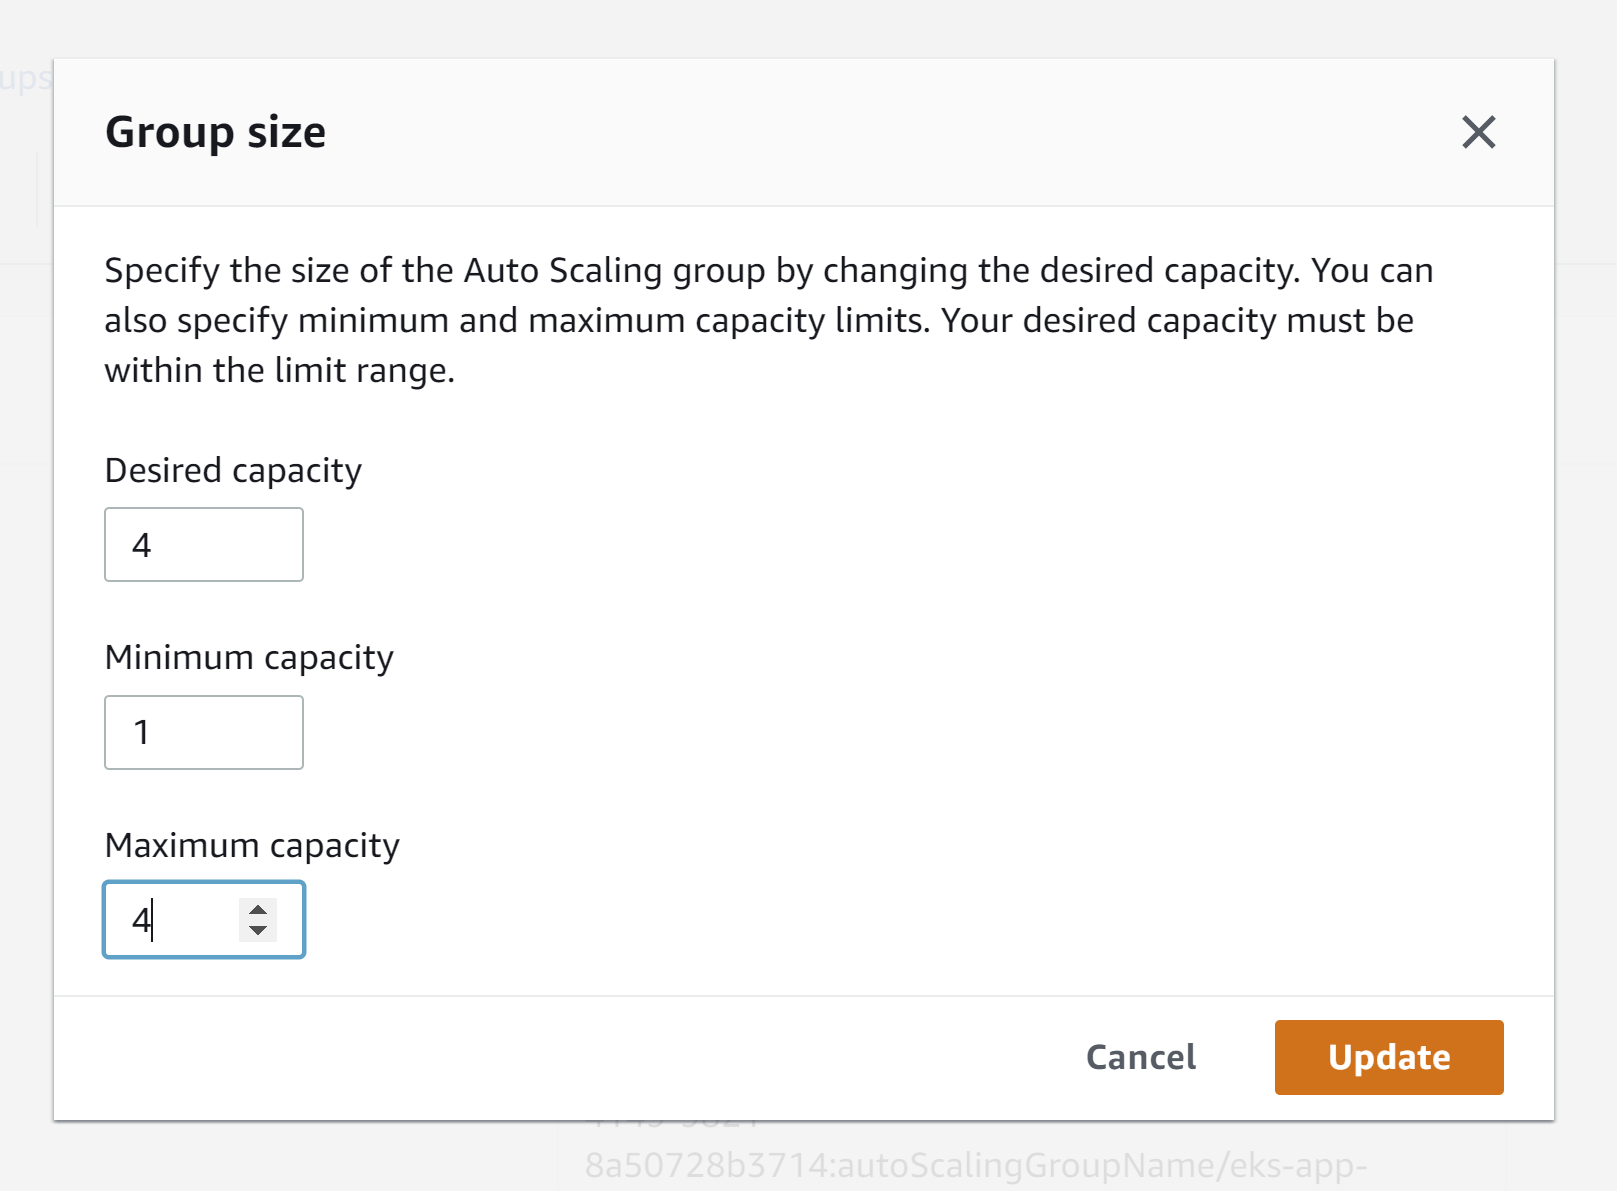 ups
Group size
Specify the size of the Auto Scaling group by changing the desired capacity. You can
also specify minimum and maximum capacity limits. Your desired capacity must be
within the limit range.
Desired capacity
4
Minimum capacity
1
Maximum capacity
4
Cancel
Update
8a50728b3714:autoScalingGroupName/eks-app-